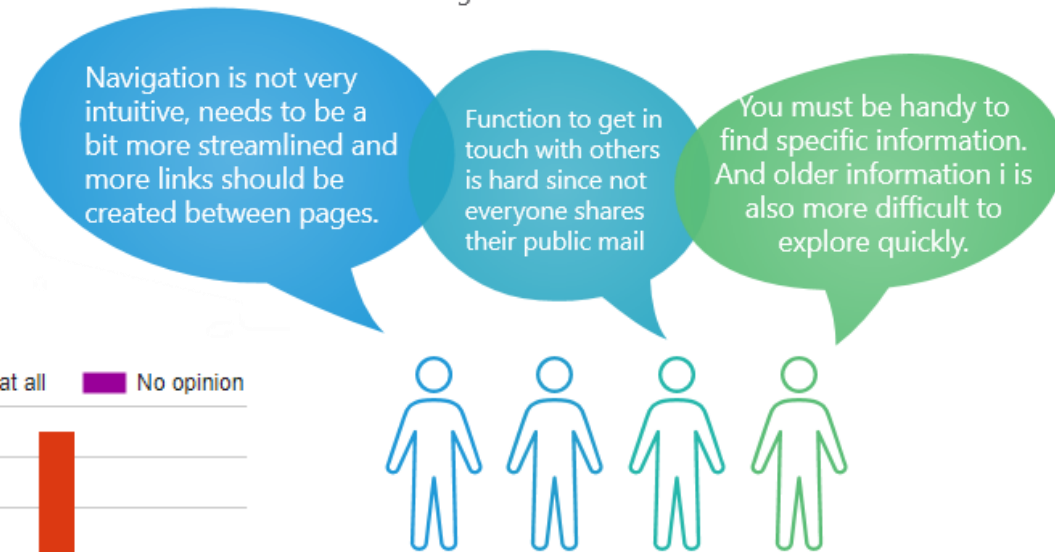 Navigation is not very
intuitive, needs to be a
bit more streamlined and
more links should be
created between pages.
Function to get in
touch with others
is hard since not
everyone shares
their public mail
You must be handy to
find specific information.
And older information i is
also more difficult to
explore quickly.
at all
No opinion